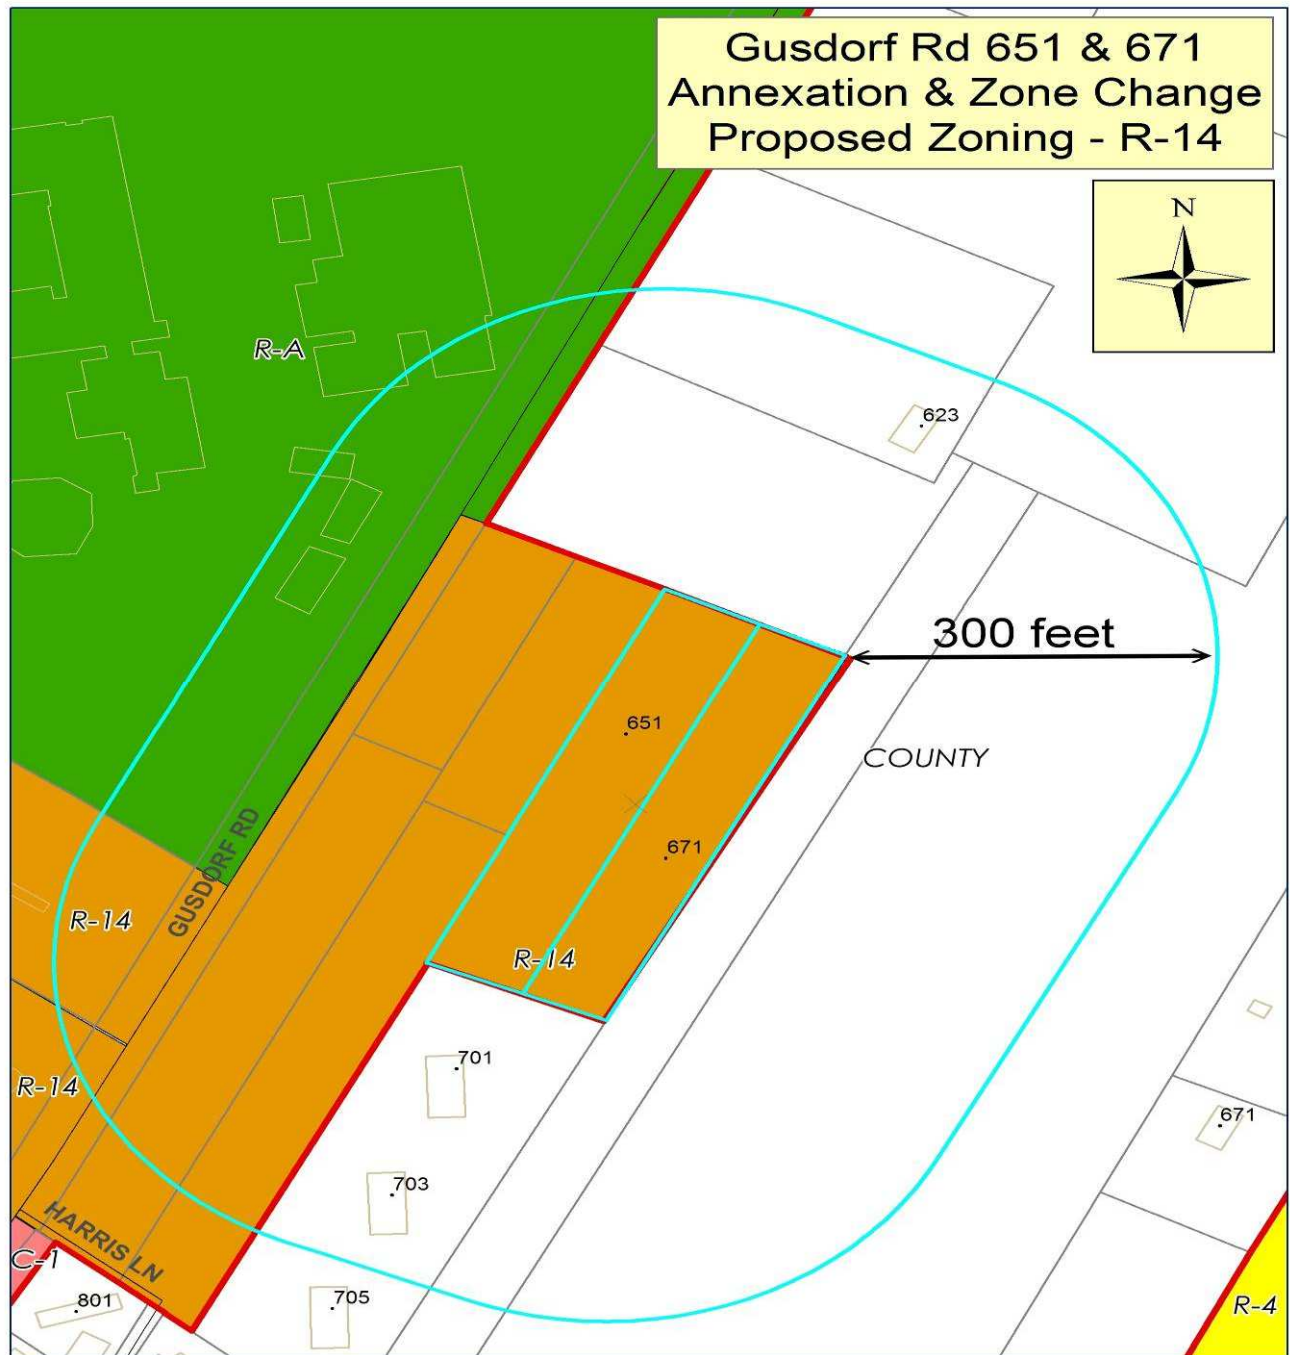 Gusdorf Rd 651 & 671
Annexation & Zone Change
Proposed Zoning - R-14
N
R-A
623
300 feet
651
COUNTY
671
GUSDORF RD
R-14
R-14
701
R-14
671
703
HARRIS LN
C-1
801
705
R-4